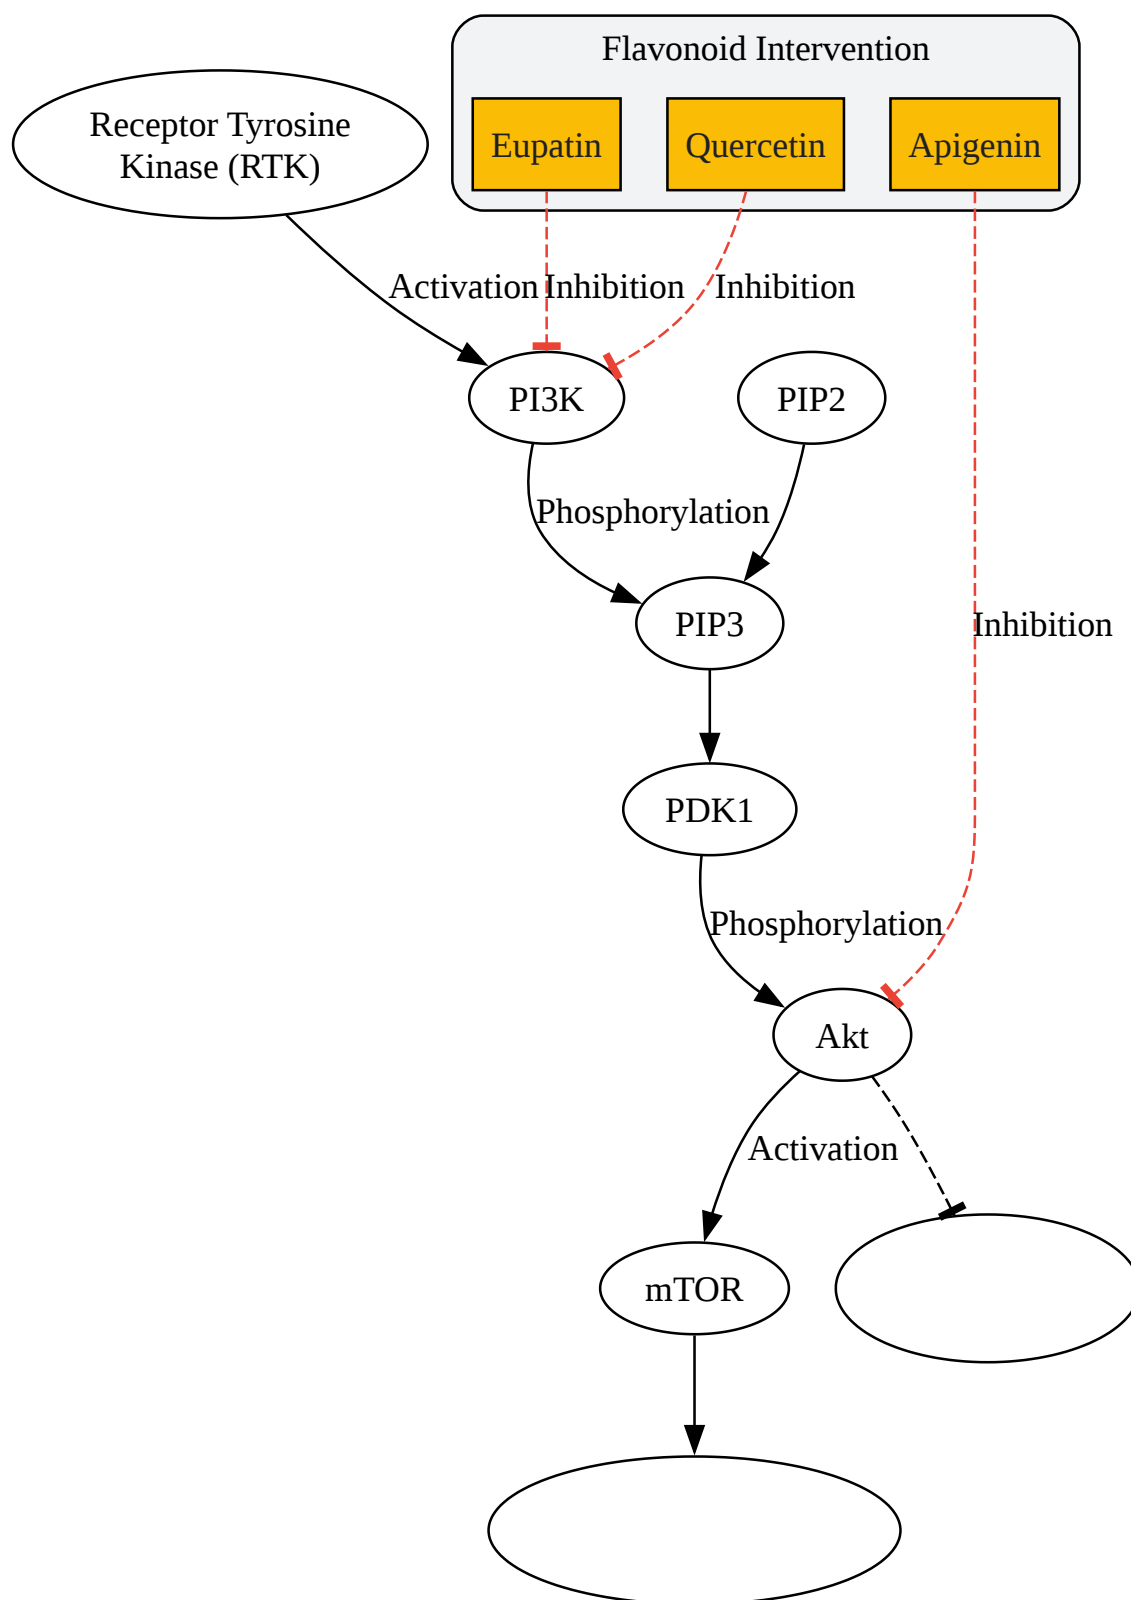 Flavonoid Intervention
Eupatin
Quercetin
Apigenin
Receptor Tyrosine
Kinase (RTK)
Activation
Inhibition
Inhibition
PI3K
PIP2
Phosphorylation
PIP3
Inhibition
PDK1
Phosphorylation
Akt
Activation
mTOR